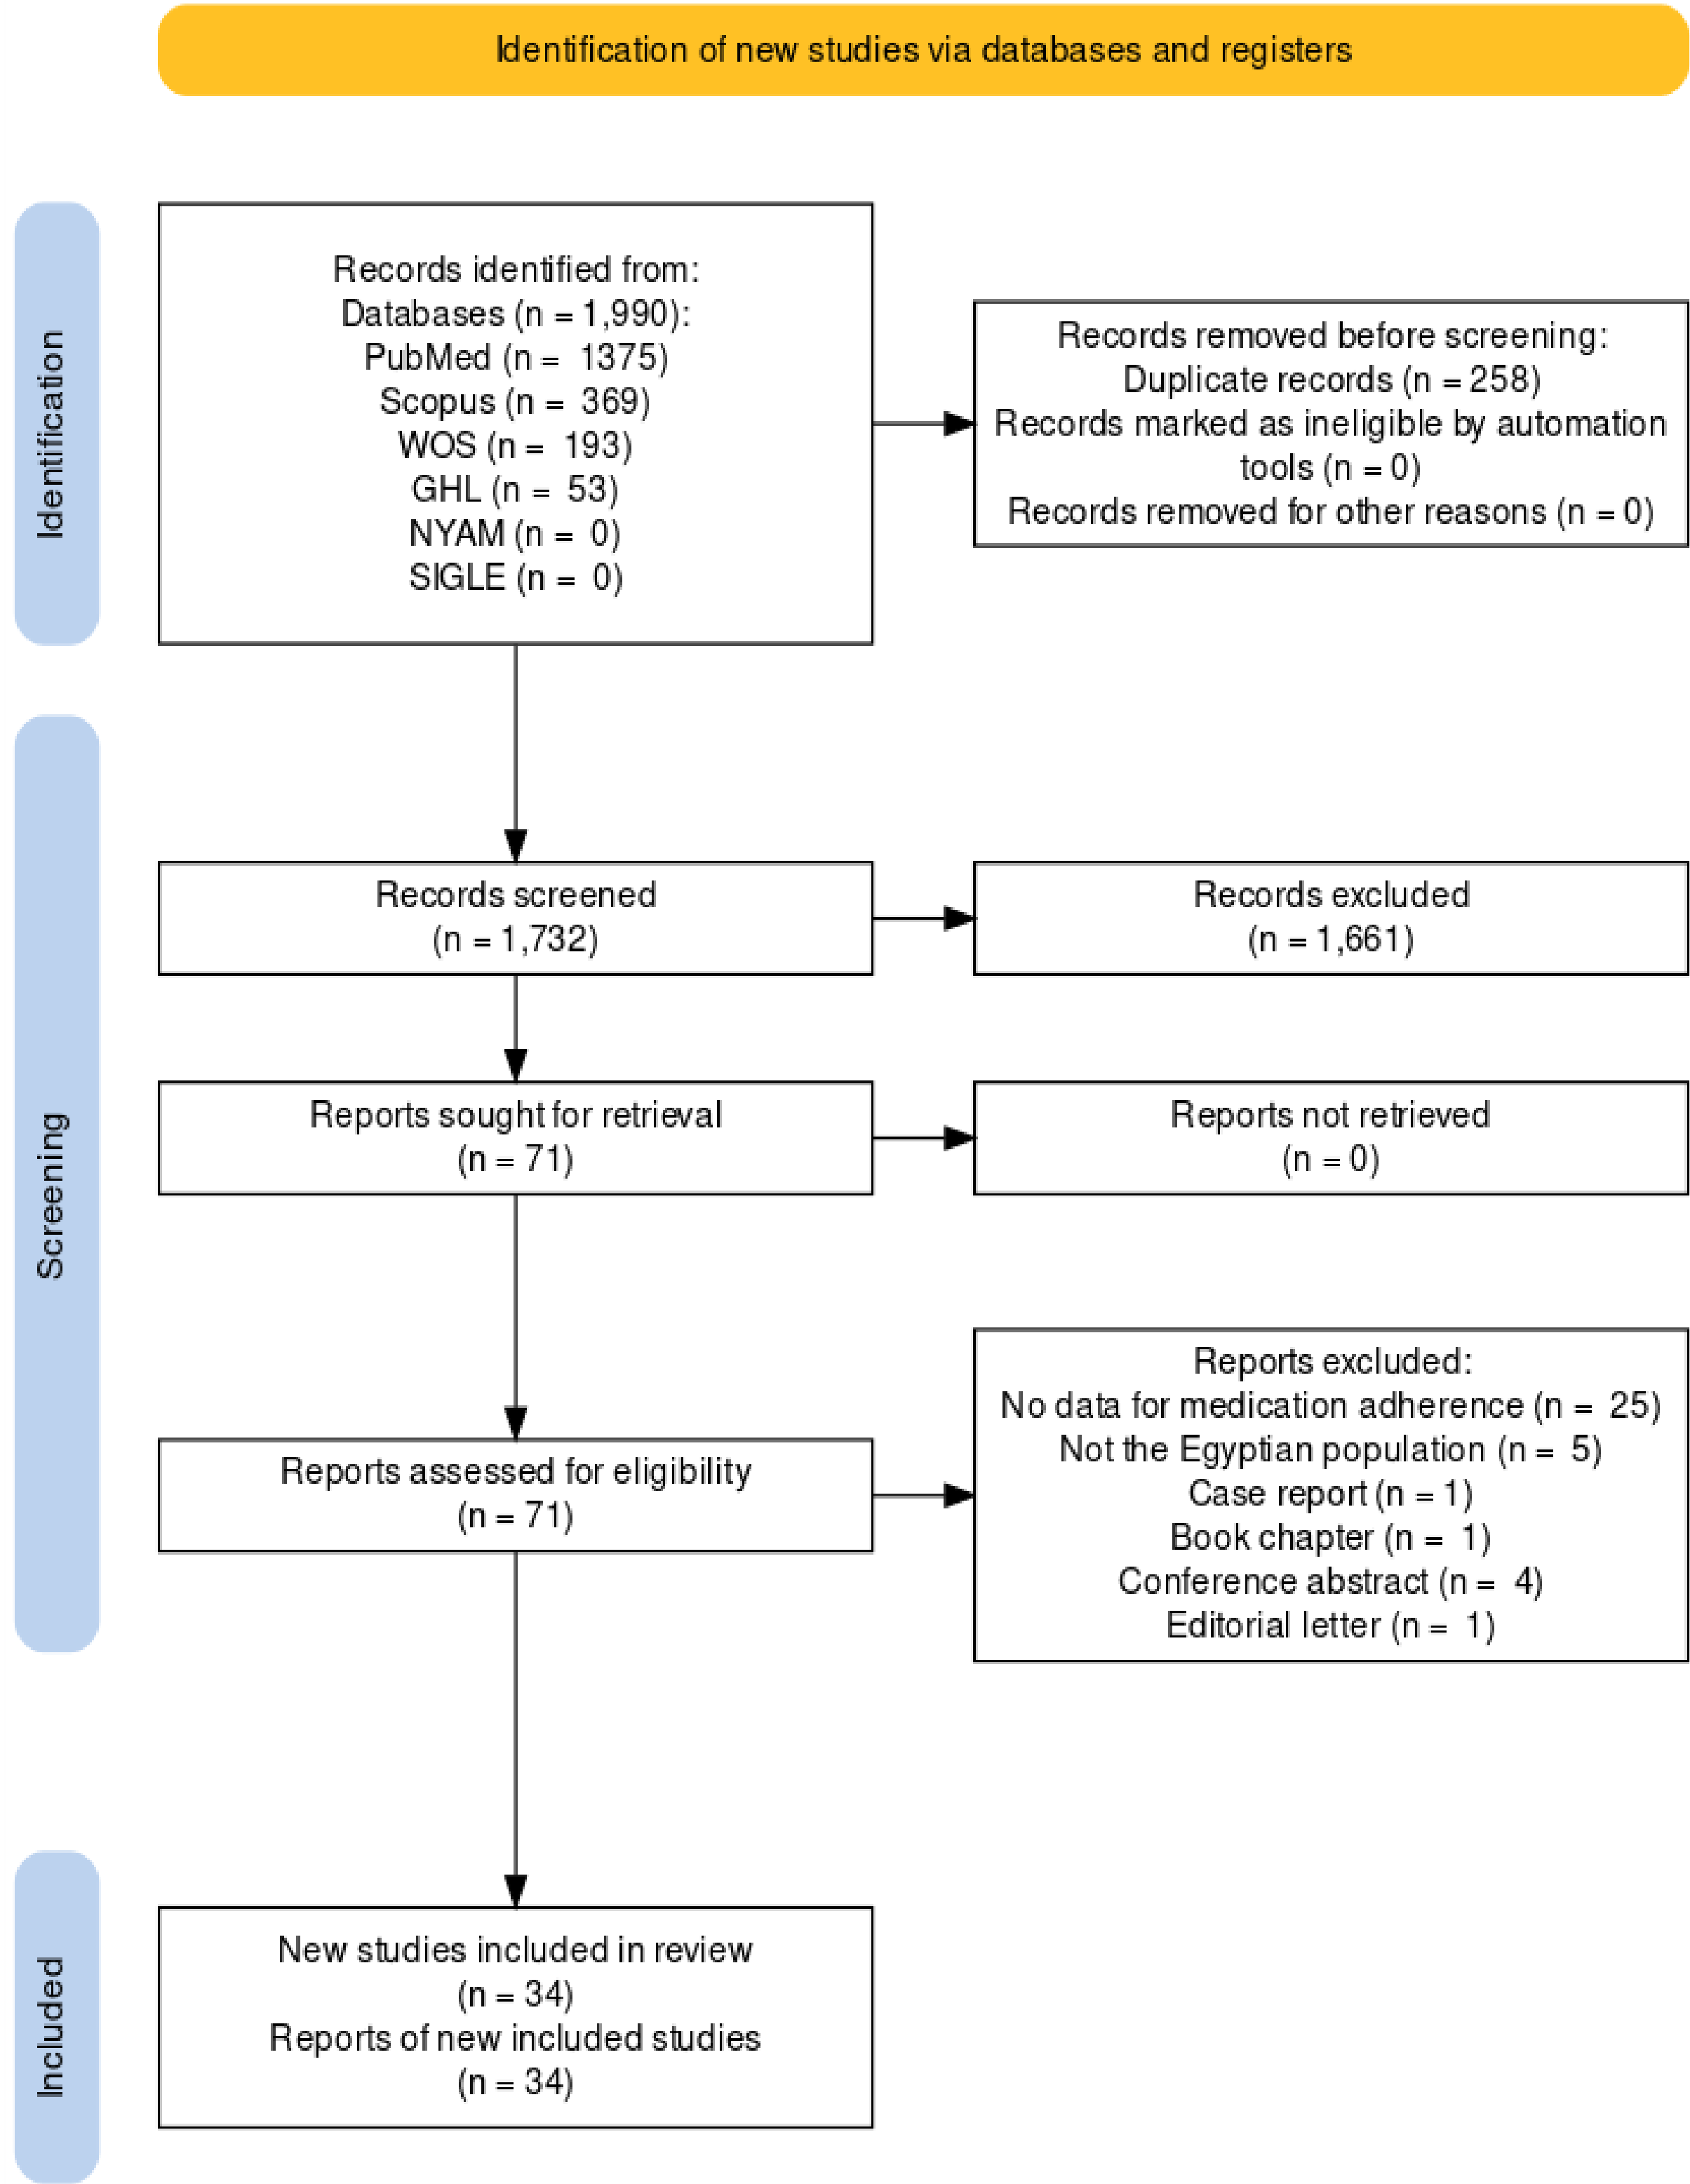 Identification of new studies via databases and registers
Identification
Records identified from:
Databases (n = 1,990):
PubMed (n = 1375)
Scopus (n = 369)
WOS (n = 193)
GHL (n = 53)
NYAM (n = 0)
SIGLE (n = 0)
Records removed before screening:
Duplicate records (n = 258)
Records marked as ineligible by automation
tools (n = 0)
Records removed for other reasons (n = 0)
Screening
Records screened
(n = 1,732)
Records excluded
(n = 1,661)
Reports sought for retrieval
(n = 71)
Reports not retrieved
(n = 0)
Reports assessed for eligibility
(n = 71)
Reports excluded:
No data for medication adherence (n = 25)
Not the Egyptian population (n = 5)
Case report (n = 1)
Book chapter (n = 1)
Conference abstract (n = 4)
Editorial letter (n = 1)
Included
New studies included in review
(n = 34)
Reports of new included studies
(n = 34)